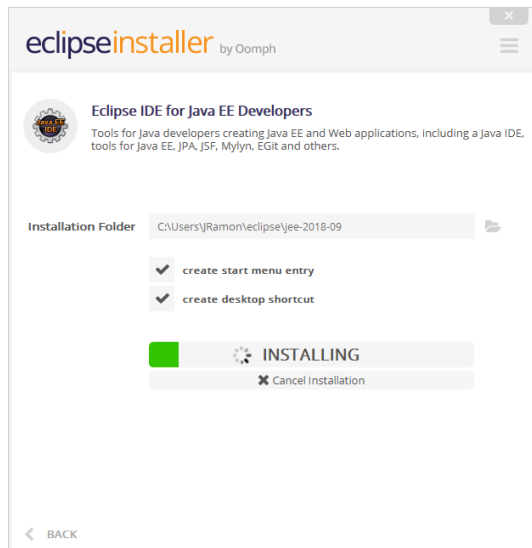 eclipseinstaller by Oomph
Java EE
IDE
Eclipse IDE for Java EE Developers
Tools for Java developers creating Java EE and Web applications, including a Java IDE,
tools for Java EE, JPA, JSF, Mylyn, EGit and others.
Installation Folder C:\Users\JRamon\eclipse\jee-2018-09
create start menu entry
create desktop shortcut
INSTALLING
Cancel Installation
BACK